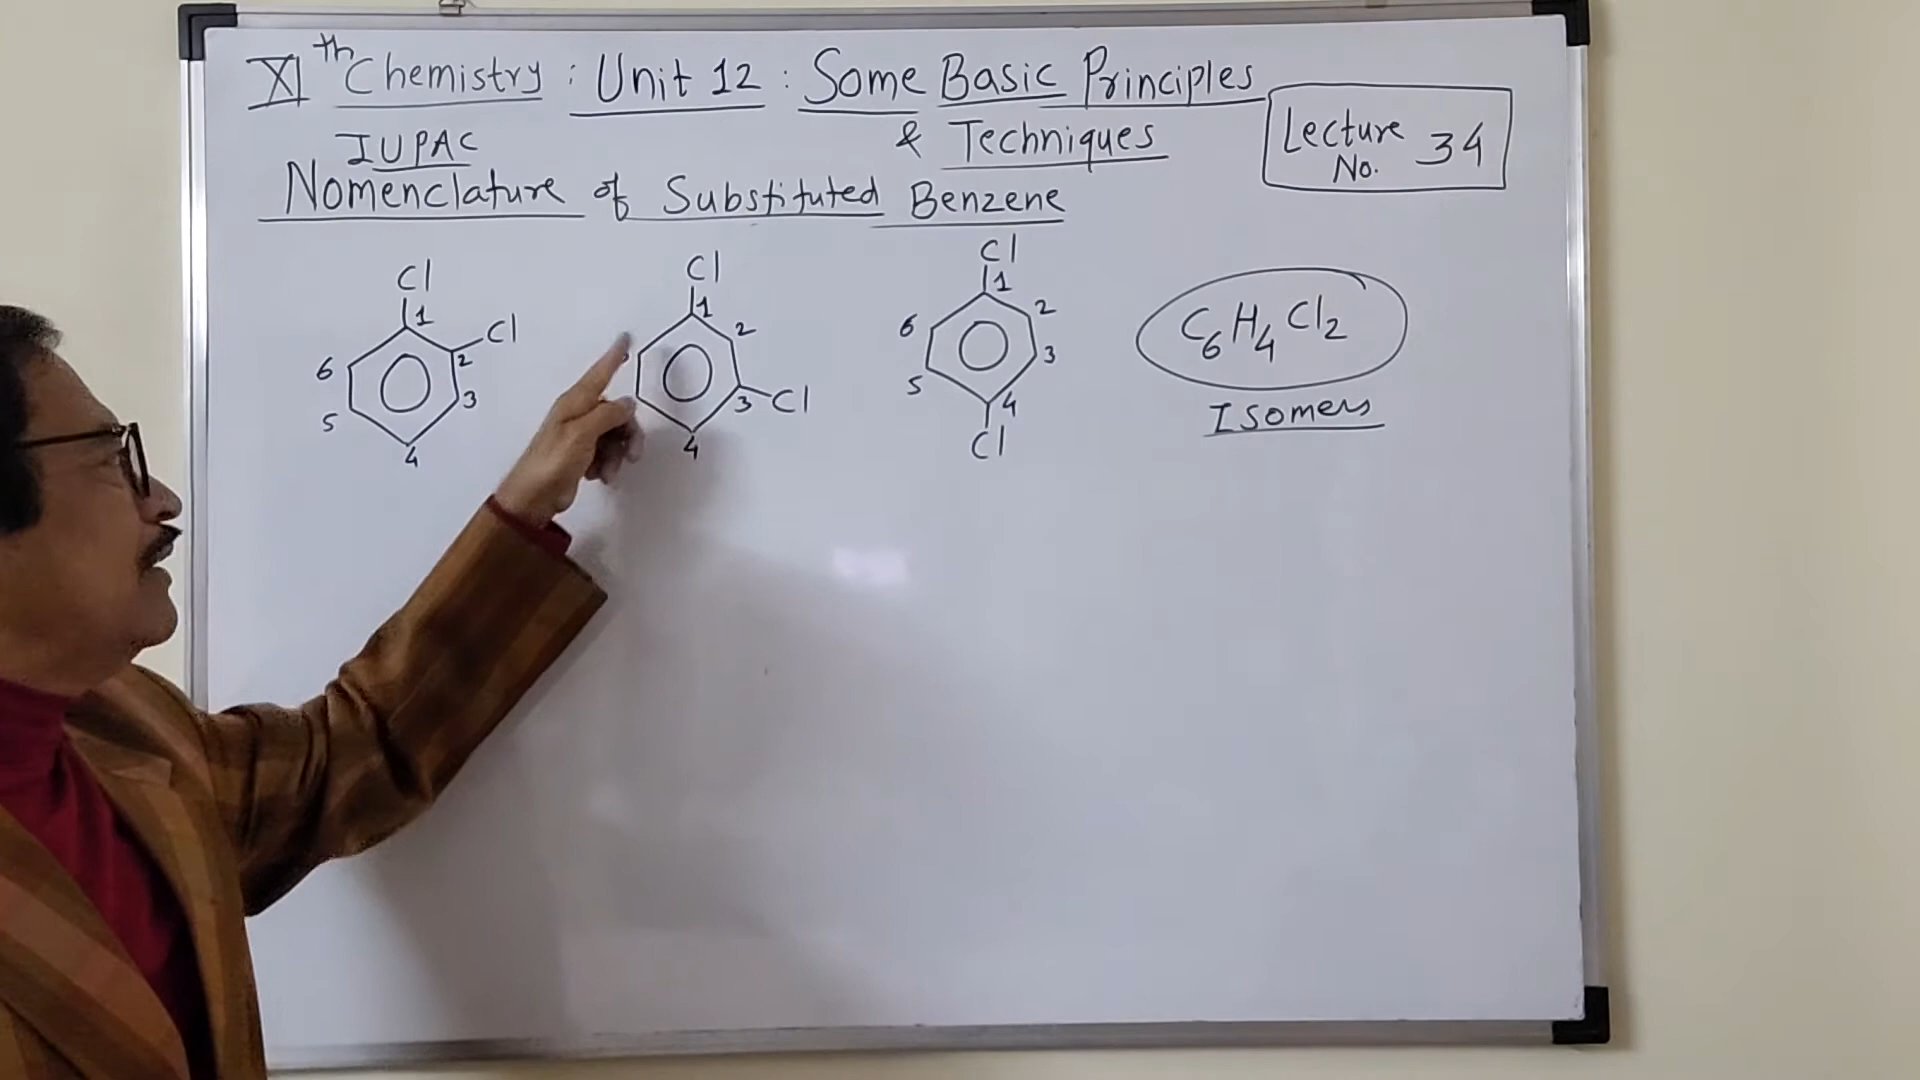 XIth Chemistry : Unit 12 : Some Basic Principles
& Techniques
Lecture No. 34
IUPAC
Nomenclature of Substituted Benzene
Cl
1
Cl
2
3
4
5
6
Cl
1
2
3 Cl
4
Cl
1
2
3
4
5
6
Cl
C6H4Cl2
Isomers